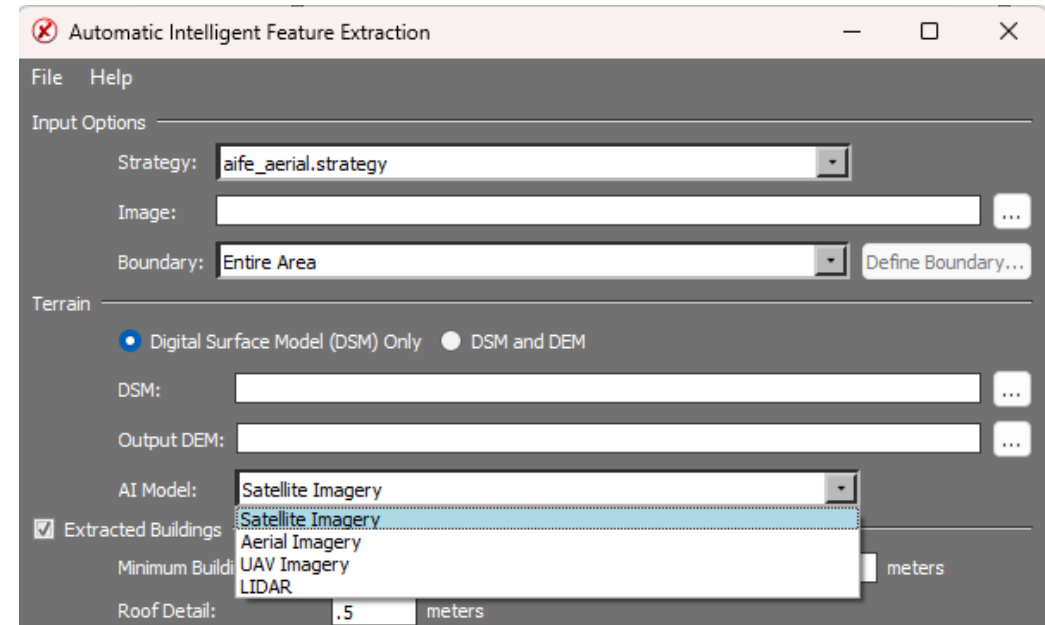 Automatic Intelligent Feature Extraction
File Help
Input Options
Strategy: aife_aerial.strategy
Image: ...
Boundary: Entire Area Define Boundary...
Terrain
Digital Surface Model (DSM) Only DSM and DEM
DSM: ...
Output DEM: ...
AI Model: Satellite Imagery
Extracted Buildings Satellite Imagery
Aerial Imagery
Minimum Buildi UAV Imagery meters
LIDAR
Roof Detail: .5 meters